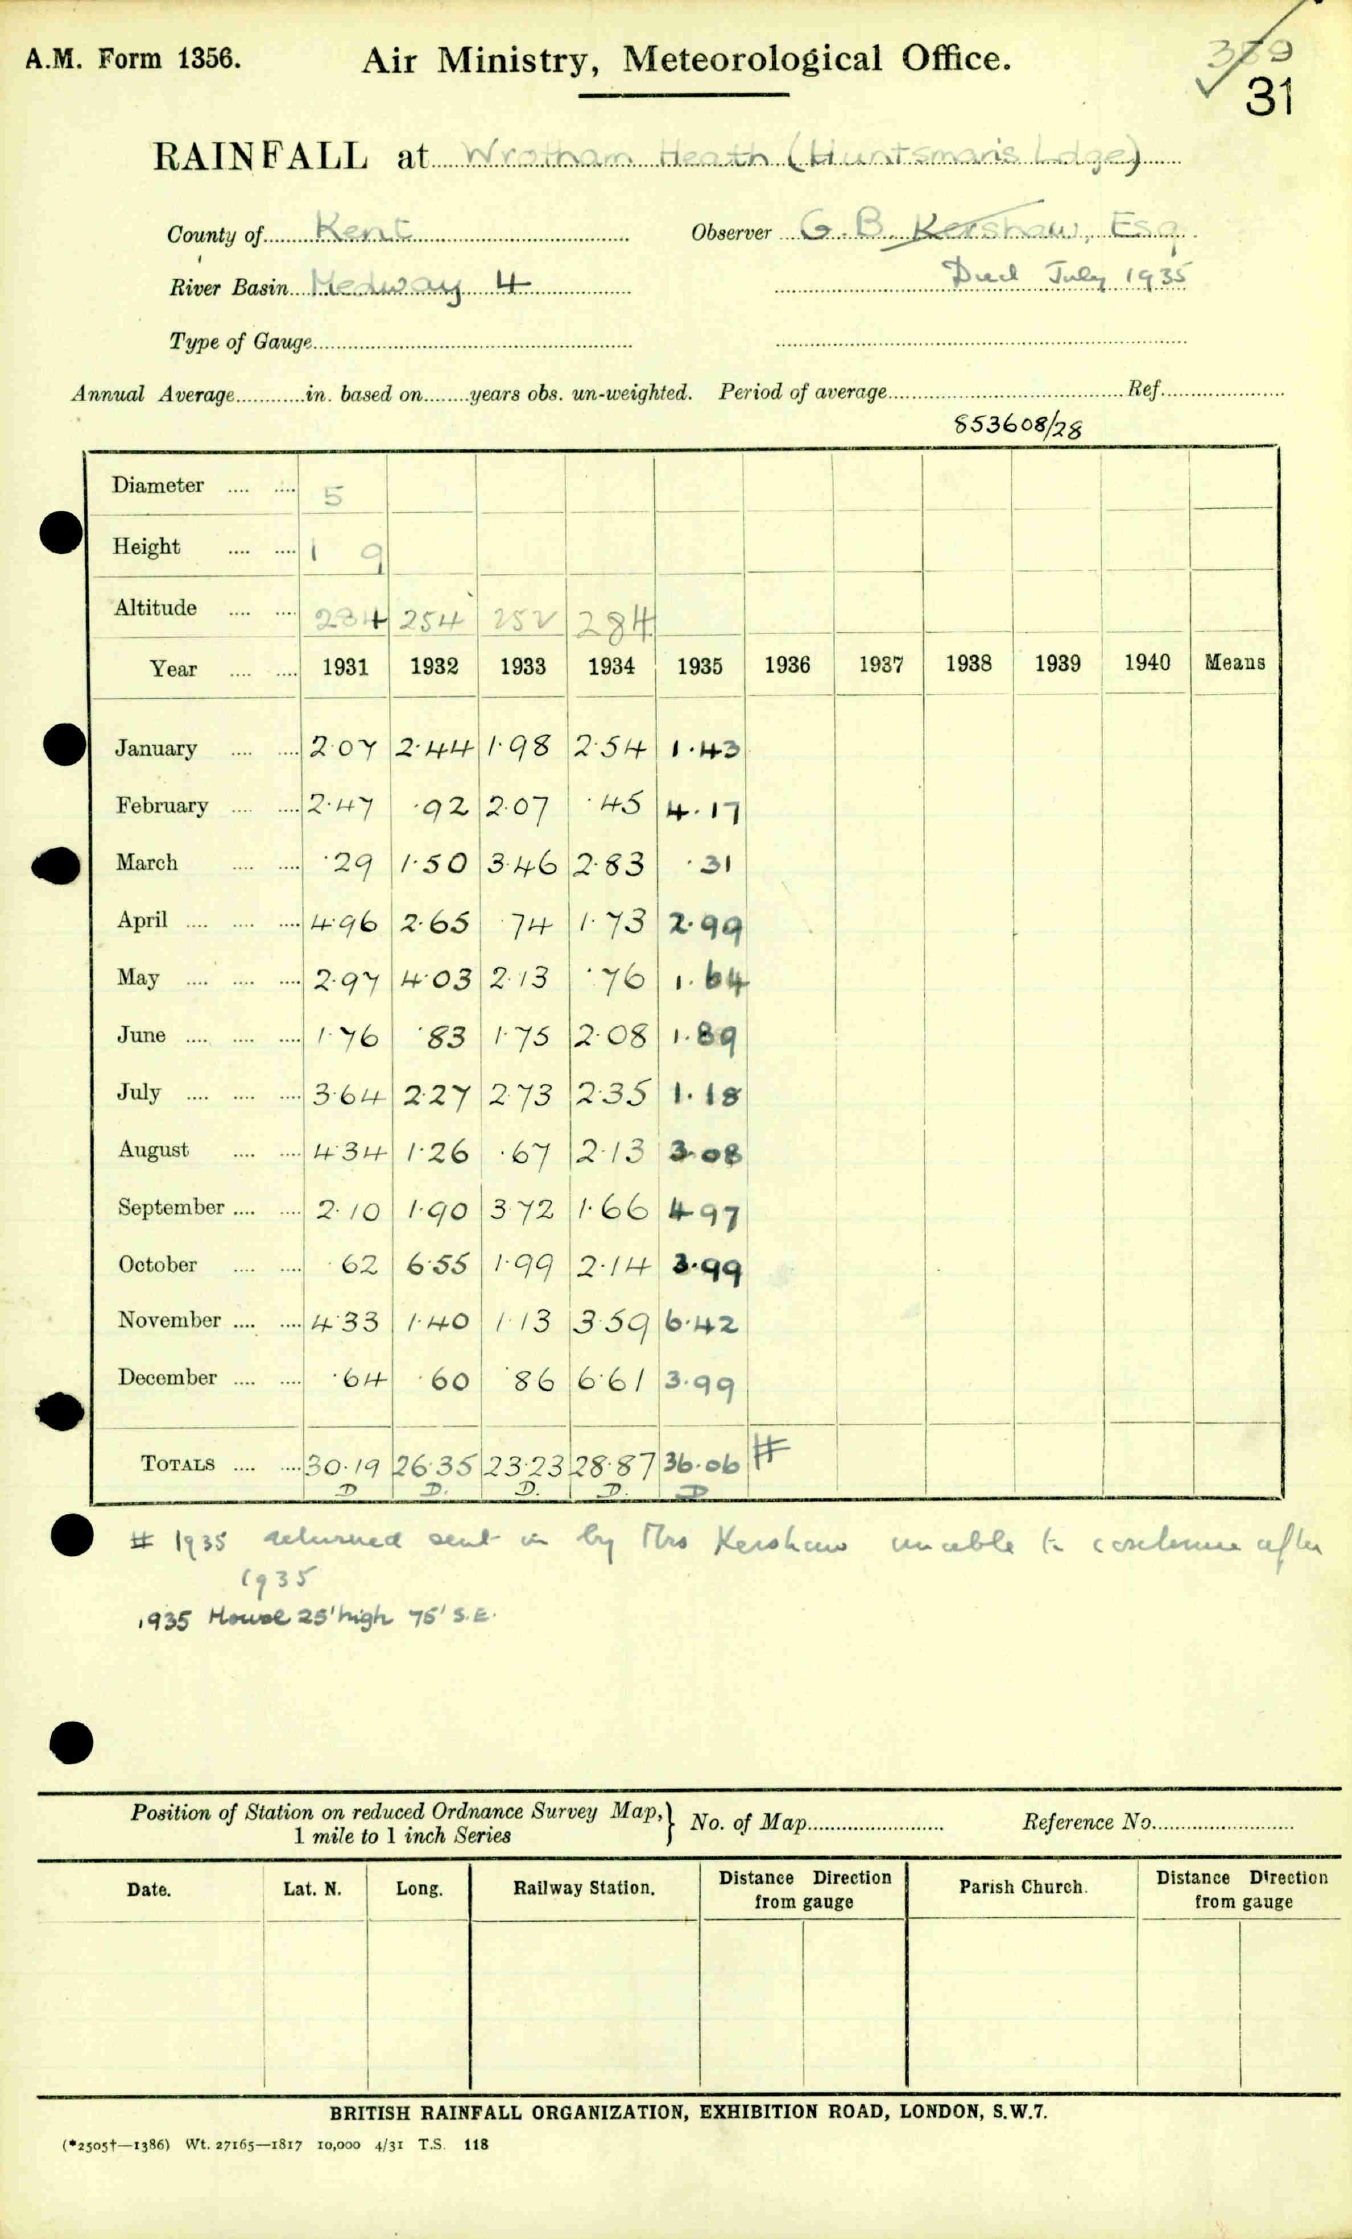 A.M. Form 1356. Air Ministry, Meteorological Office. 389
31
RAINFALL at Wrotham Heath (Huntsman's Ldge)
County of Kent Observer G. B. Kershaw, Esq
River Basin Medway 4 Died July 1935
Type of Gauge
Annual Average in. based on years obs. un-weighted. Period of average Ref.
853608/28
Diameter 5
Height 1 9
Altitude 284 254 252 284
Year 1931 1932 1933 1934 1935 1936 1937 1938 1939 1940 Means
January 2.07 2.44 1.98 2.54 1.43
February 2.47 .92 2.07 .45 4.17
March .29 1.50 3.46 2.83 .31
April 4.96 2.65 .74 1.73 2.99
May 2.97 4.03 2.13 .76 1.64
June 1.76 .83 1.75 2.08 1.89
July 3.64 2.27 2.73 2.35 1.18
August 4.34 1.26 .67 2.13 3.08
September 2.10 1.90 3.72 1.66 4.97
October .62 6.55 1.99 2.14 3.99
November 4.33 1.40 1.13 3.59 6.42
December .64 .60 .86 6.61 3.99
TOTALS 30.19 26.35 23.23 28.87 36.06 #
D D. D. D. D
# 1935 returned sent in by Mrs Kershaw unable to continue after
1935
1935 House 25' high 75' S.E.
Position of Station on reduced Ordnance Survey Map, } No. of Map Reference No.
1 mile to 1 inch Series
Date. Lat. N. Long. Railway Station. Distance Direction from gauge Parish Church. Distance Direction from gauge
BRITISH RAINFALL ORGANIZATION, EXHIBITION ROAD, LONDON, S.W.7.
(*2505†—1386) Wt. 27165—1817 10,000 4/31 T.S. 118